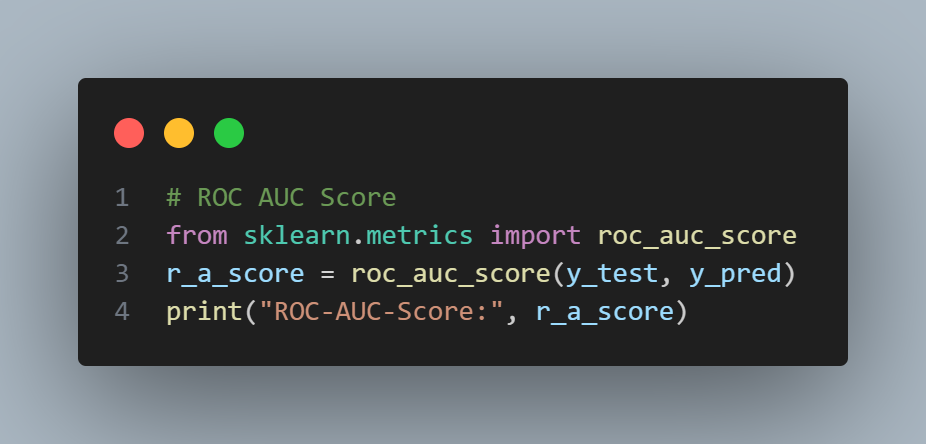 1 # ROC AUC Score
2 from sklearn.metrics import roc_auc_score
3 r_a_score = roc_auc_score(y_test, y_pred)
4 print("ROC-AUC-Score:", r_a_score)